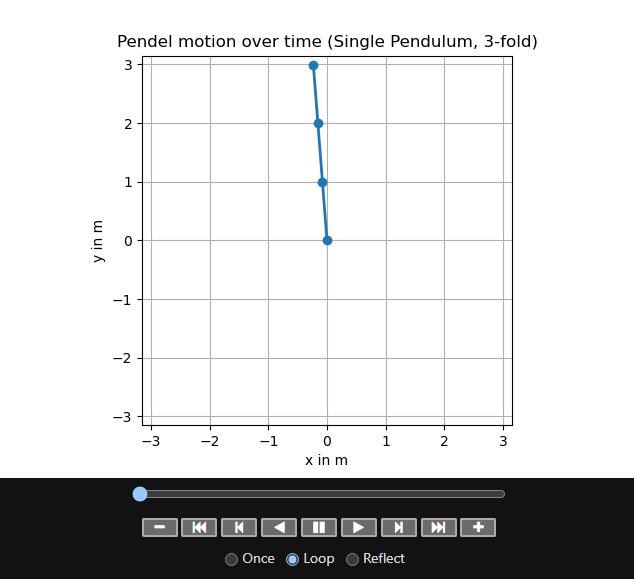 Pendel motion over time (Single Pendulum, 3-fold)
3
2
1
0
−1
−2
−3
y in m
−3 −2 −1 0 1 2 3
x in m
Once Loop Reflect